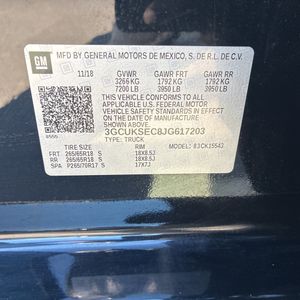 GM
MFD BY GENERAL MOTORS DE MEXICO, S. DE R.L. DE C.V.
11/18 GVWR GAWR FRT GAWR RR
3266 KG 1792 KG 1792 KG
7200 LB 3950 LB 3950 LB
THIS VEHICLE CONFORMS TO ALL
APPLICABLE U.S. FEDERAL MOTOR
VEHICLE SAFETY STANDARDS IN
EFFECT ON THE DATE OF
MANUFACTURE SHOWN ABOVE.
3GCUKSEC8JG617203
TYPE: TRUCK
TIRE SIZE RIM MODEL: K1CK15543
FRT 265/65R18 S 18X8.5J
RR 265/65R18 S 18X8.5J
SPA P265/70R17 S 17X7J